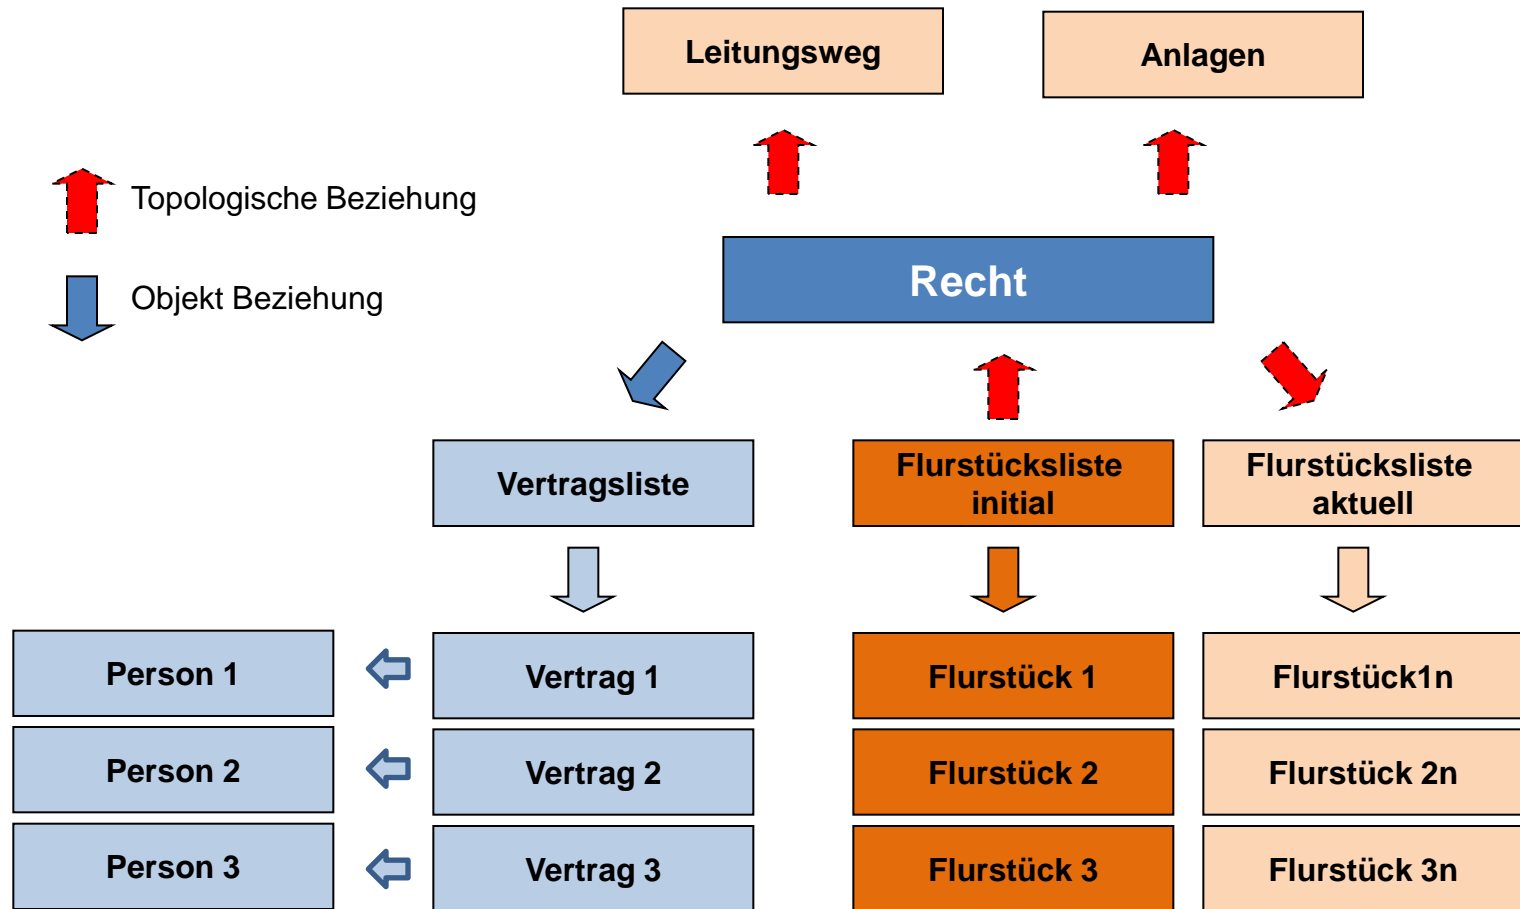 Leitungsweg
Anlagen
Topologische Beziehung
Recht
Objekt Beziehung
Vertragsliste
Flurstücksliste
initial
Flurstücksliste
aktuell
Person 1
Vertrag 1
Flurstück 1
Flurstück1n
Person 2
Vertrag 2
Flurstück 2
Flurstück 2n
Person 3
Vertrag 3
Flurstück 3
Flurstück 3n